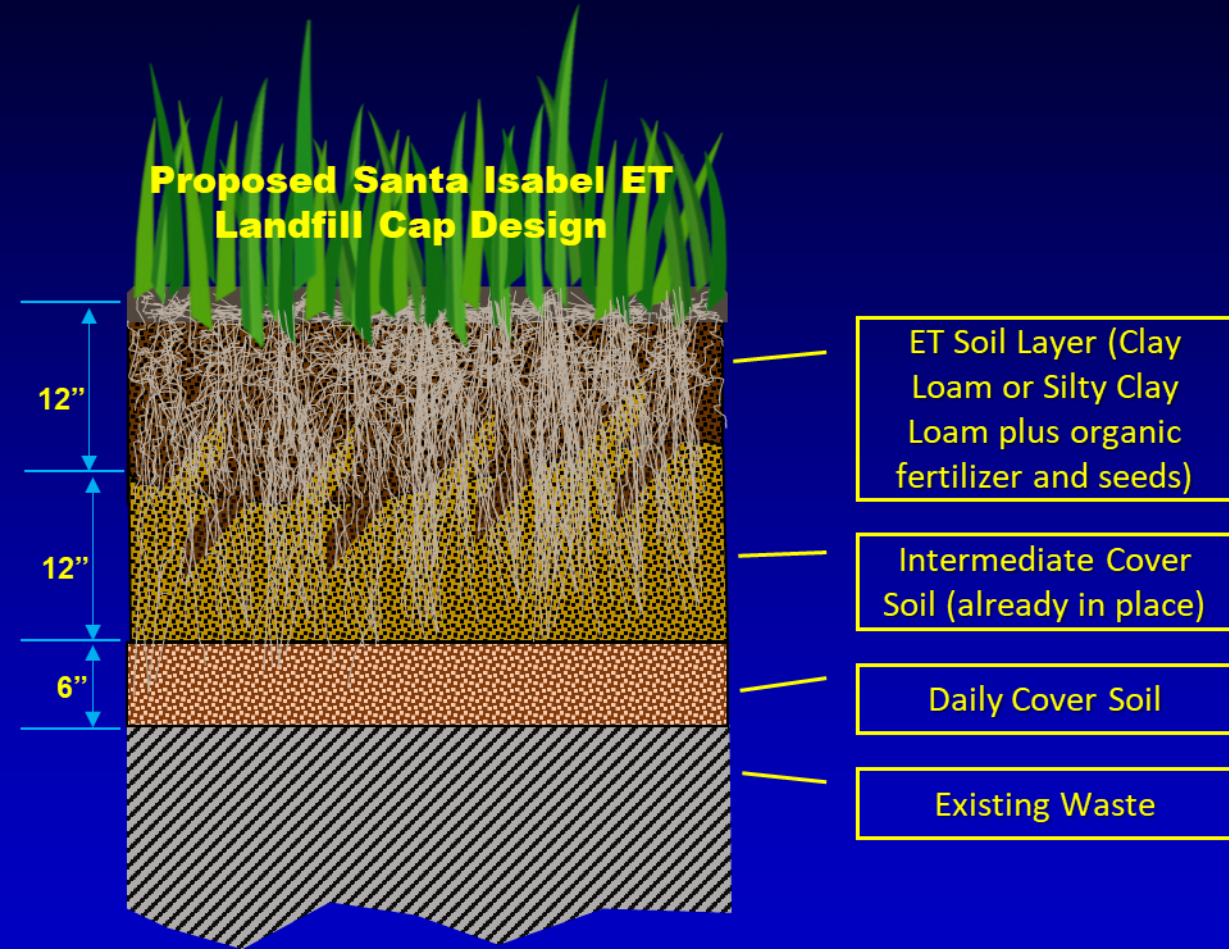 Proposed Santa Isabel ET
Landfill Cap Design
12”
12”
6”
ET Soil Layer (Clay
Loam or Silty Clay
Loam plus organic
fertilizer and seeds)
Intermediate Cover
Soil (already in place)
Daily Cover Soil
Existing Waste